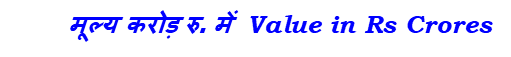 मूल्य करोड़ रु. में Value in Rs Crores